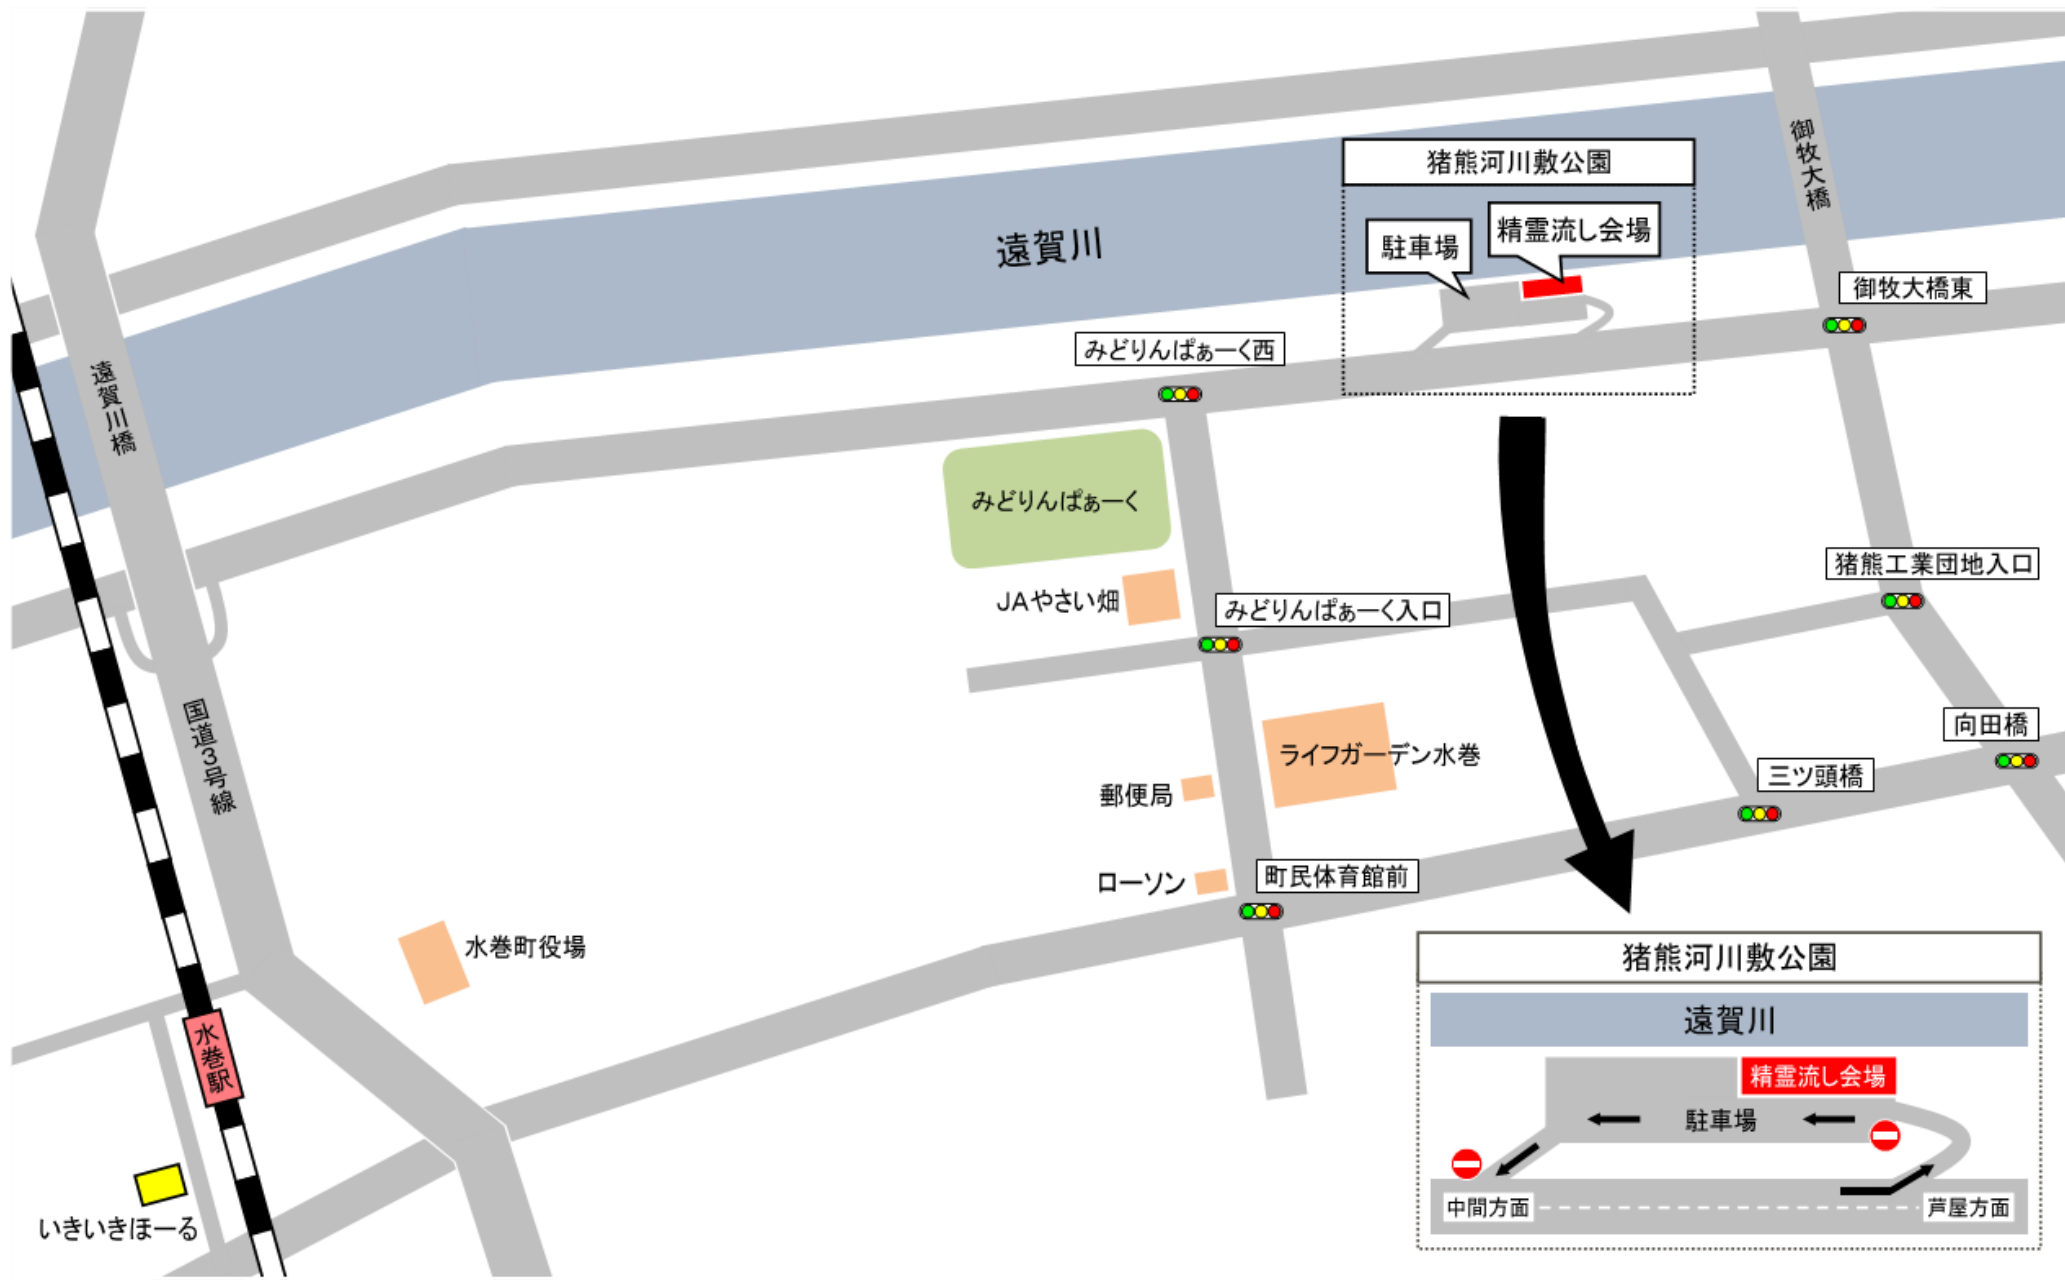 御牧大橋
猪熊河川敷公園
精霊流し会場
駐車場
遠賀川
御牧大橋東
みどりんぱぁーく西
遠賀川橋
みどりんぱぁーく
猪熊工業団地入口
JAやさい畑
みどりんぱぁーく入口
国道3号線
向田橋
ライフガーデン水巻
三ツ頭橋
郵便局
ローソン
町民体育館前
水巻町役場
水巻駅
いきいきほーる
猪熊河川敷公園
遠賀川
精霊流し会場
駐車場
中間方面
芦屋方面